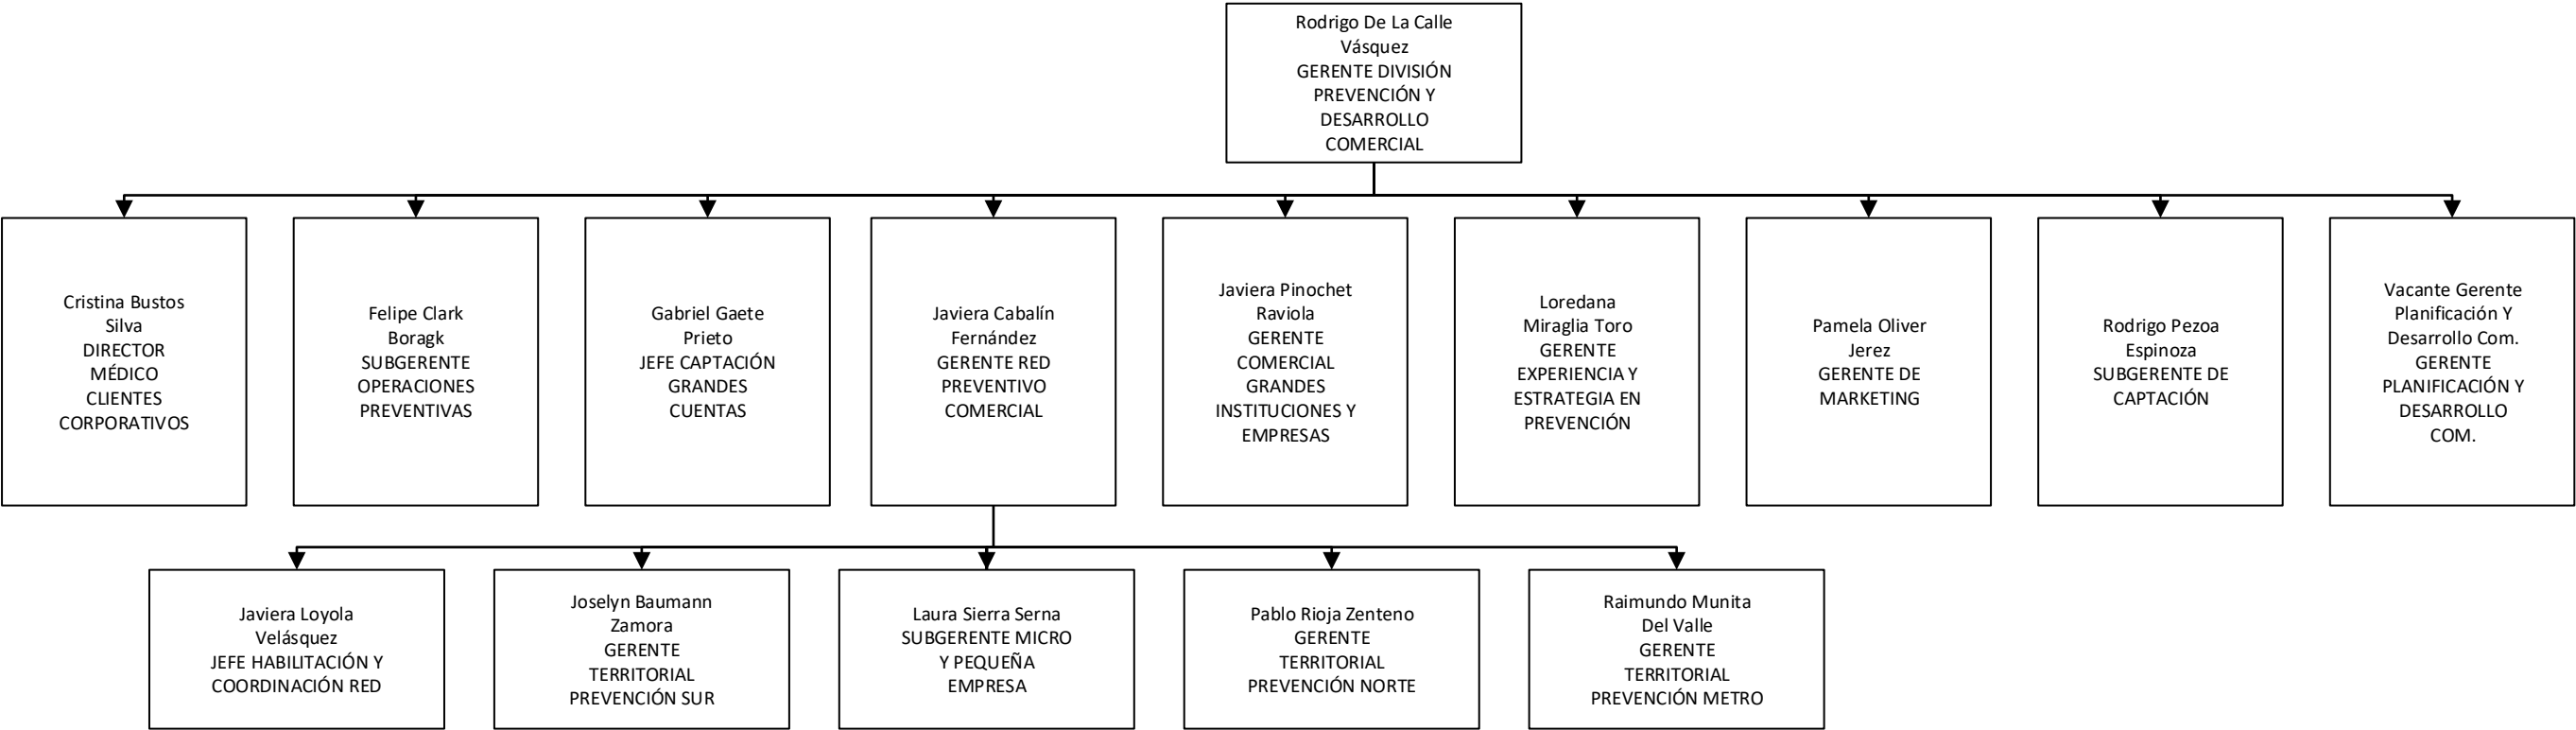 Rodrigo De La Calle
Vásquez
GERENTE DIVISIÓN
PREVENCIÓN Y
DESARROLLO
COMERCIAL
Cristina Bustos
Silva
DIRECTOR
MÉDICO
CLIENTES
CORPORATIVOS
Felipe Clark
Boragk
SUBGERENTE
OPERACIONES
PREVENTIVAS
Gabriel Gaete
Prieto
JEFE CAPTACIÓN
GRANDES
CUENTAS
Javiera Cabalín
Fernández
GERENTE RED
PREVENTIVO
COMERCIAL
Javiera Pinochet
Raviola
GERENTE
COMERCIAL
GRANDES
INSTITUCIONES Y
EMPRESAS
Loredana
Miraglia Toro
GERENTE
EXPERIENCIA Y
ESTRATEGIA EN
PREVENCIÓN
Pamela Oliver
Jerez
GERENTE DE
MARKETING
Rodrigo Pezoa
Espinoza
SUBGERENTE DE
CAPTACIÓN
Vacante Gerente
Planificación Y
Desarrollo Com.
GERENTE
PLANIFICACIÓN Y
DESARROLLO
COM.
Javiera Loyola
Velásquez
JEFE HABILITACIÓN Y
COORDINACIÓN RED
Joselyn Baumann
Zamora
GERENTE
TERRITORIAL
PREVENCIÓN SUR
Laura Sierra Serna
SUBGERENTE MICRO
Y PEQUEÑA
EMPRESA
Pablo Rioja Zenteno
GERENTE
TERRITORIAL
PREVENCIÓN NORTE
Raimundo Munita
Del Valle
GERENTE
TERRITORIAL
PREVENCIÓN METRO